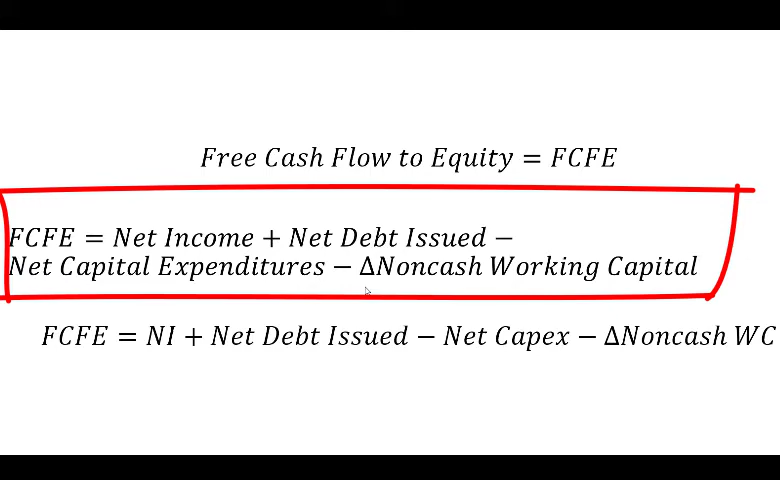 Free Cash Flow to Equity = FCFE
FCFE = Net Income + Net Debt Issued −
Net Capital Expenditures − ΔNoncash Working Capital
FCFE = NI + Net Debt Issued − Net Capex − ΔNoncash WC